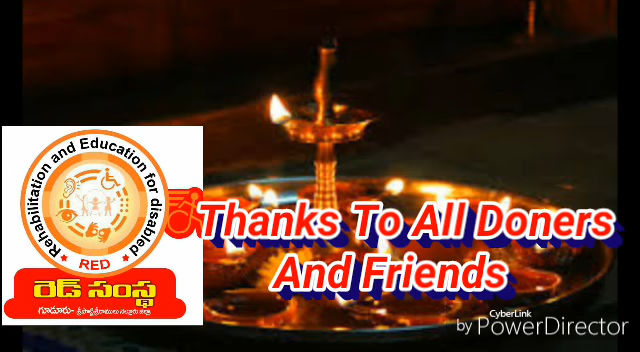 Rehabilitation and Education for disabled
RED
రెడ్ సంస్థ
గూడూరు- శ్రీపొట్టిశ్రీరాములు నెల్లూరు జిల్లా
Thanks To All Doners
And Friends
CyberLink
by PowerDirector